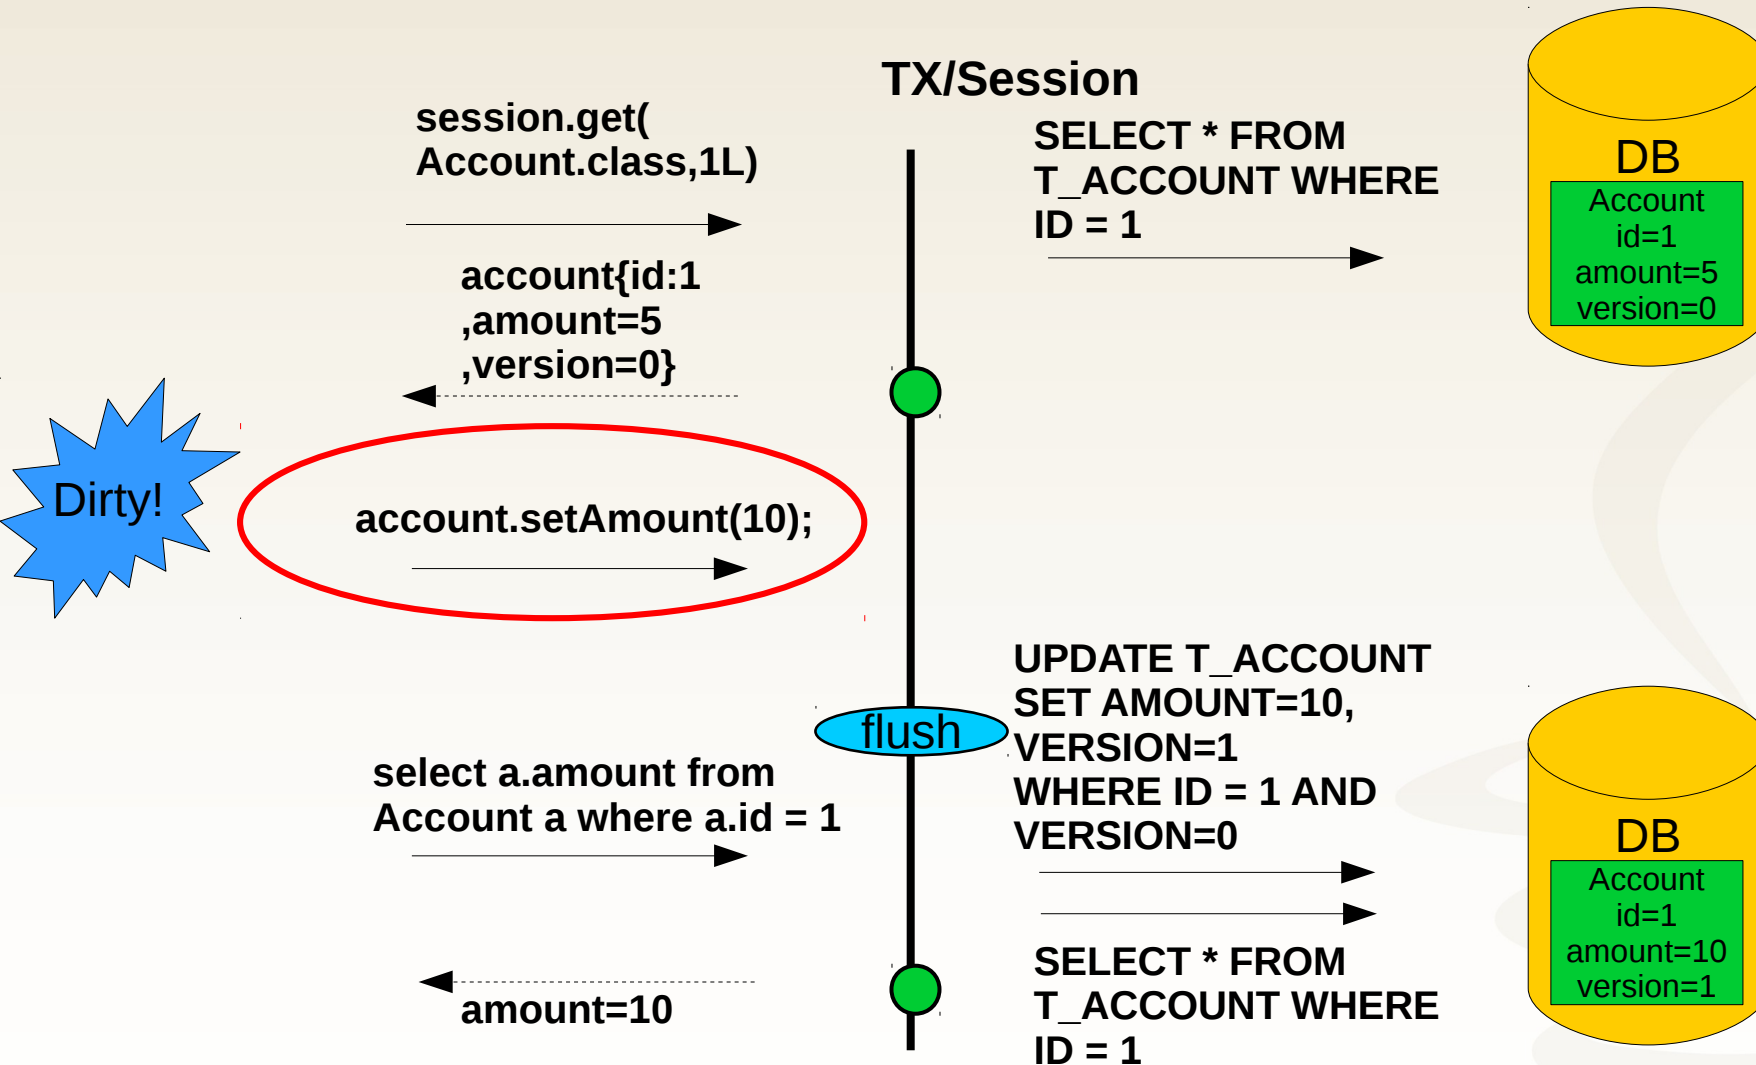 TX/Session
session.get(
Account.class,1L)
SELECT * FROM
T_ACCOUNT WHERE
ID = 1
DB
Account
id=1
amount=5
version=0
account{id:1
,amount=5
,version=0}
Dirty!
account.setAmount(10);
flush
UPDATE T_ACCOUNT
SET AMOUNT=10,
VERSION=1
WHERE ID = 1 AND
VERSION=0
select a.amount from
Account a where a.id = 1
DB
Account
id=1
amount=10
version=1
amount=10
SELECT * FROM
T_ACCOUNT WHERE
ID = 1